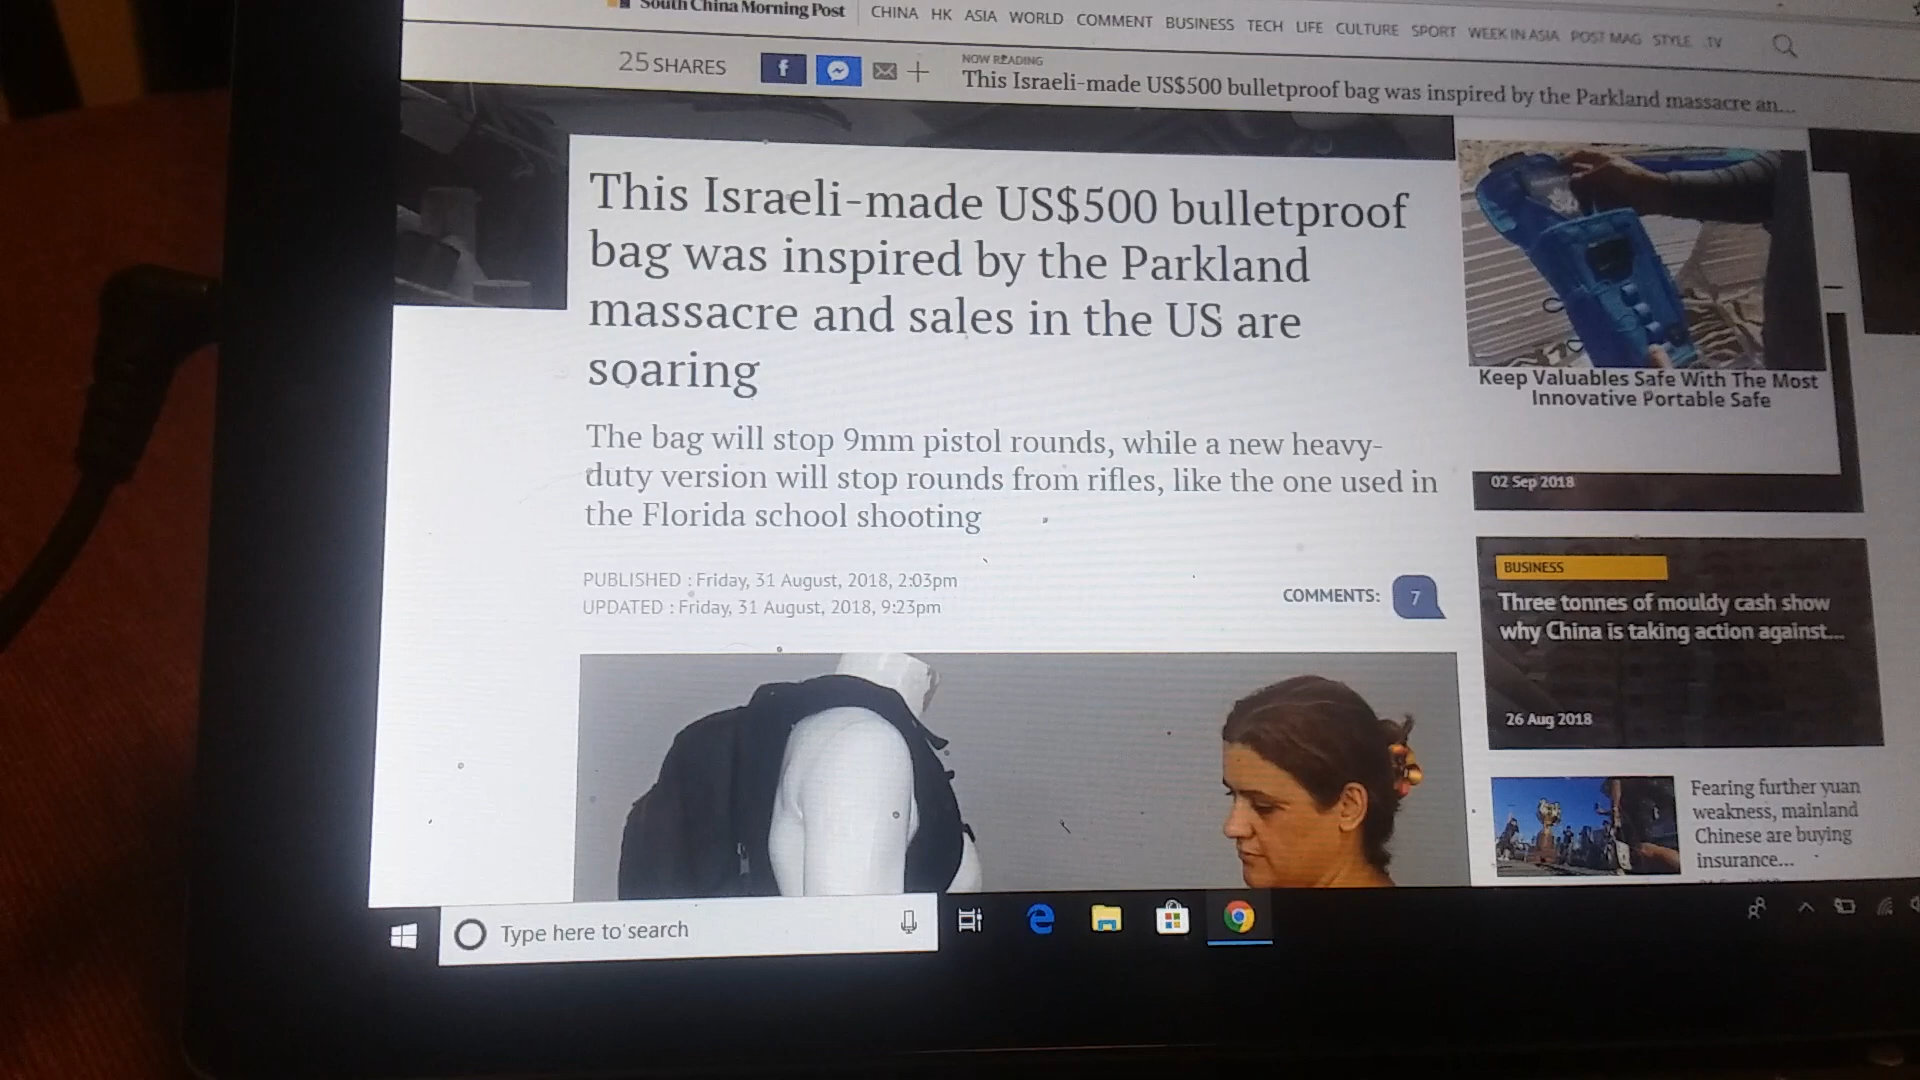 South China Morning Post
CHINA HK ASIA WORLD COMMENT BUSINESS TECH LIFE CULTURE SPORT WEEK IN ASIA POST MAG STYLE .TV
25 SHARES
f
NOW READING
This Israeli-made US$500 bulletproof bag was inspired by the Parkland massacre an...
This Israeli-made US$500 bulletproof
bag was inspired by the Parkland
massacre and sales in the US are
soaring
The bag will stop 9mm pistol rounds, while a new heavy-
duty version will stop rounds from rifles, like the one used in
the Florida school shooting
PUBLISHED : Friday, 31 August, 2018, 2:03pm
UPDATED : Friday, 31 August, 2018, 9:23pm
COMMENTS: 7
Keep Valuables Safe With The Most
Innovative Portable Safe
02 Sep 2018
BUSINESS
Three tonnes of mouldy cash show
why China is taking action against...
26 Aug 2018
Fearing further yuan
weakness, mainland
Chinese are buying
insurance...
Type here to search